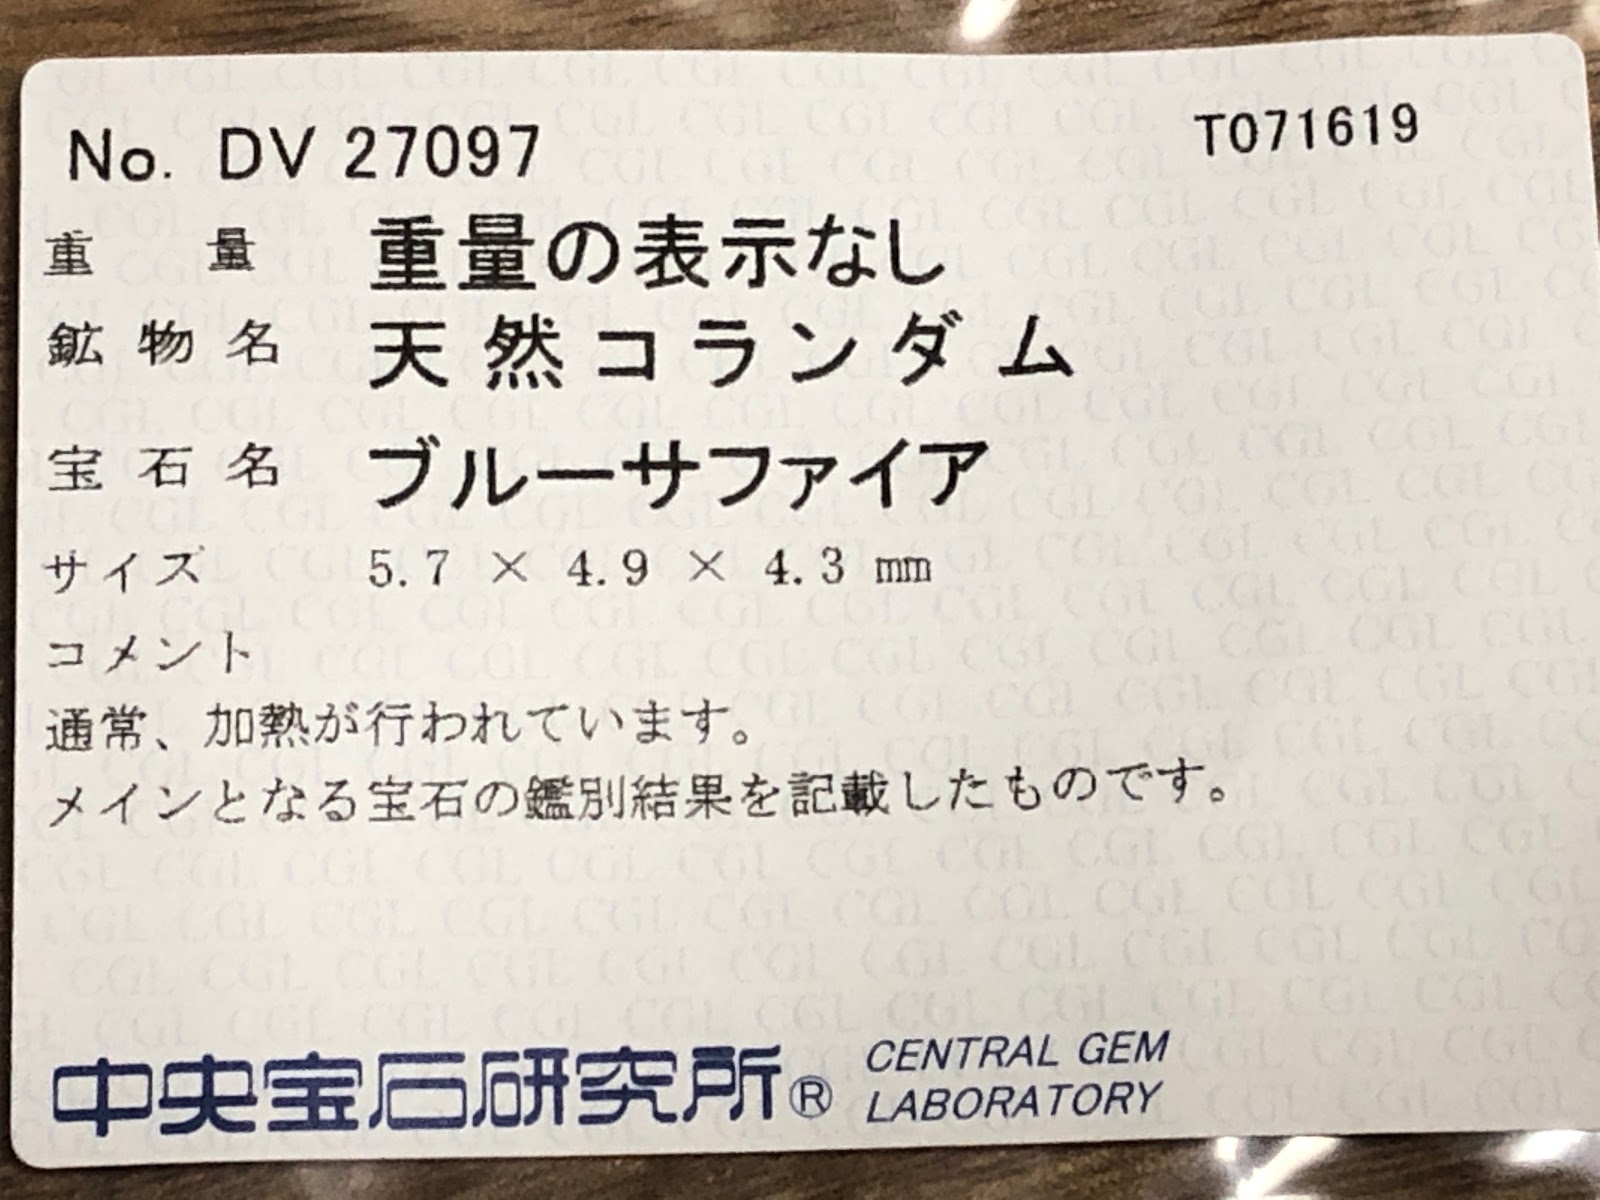 No. DV 27097 T071619
重量 重量の表示なし
鉱物名 天然コランダム
宝石名 ブルーサファイア
サイズ 5.7 × 4.9 × 4.3 mm
コメント
通常、加熱が行われています。
メインとなる宝石の鑑別結果を記載したものです。
中央宝石研究所® CENTRAL GEM
LABORATORY